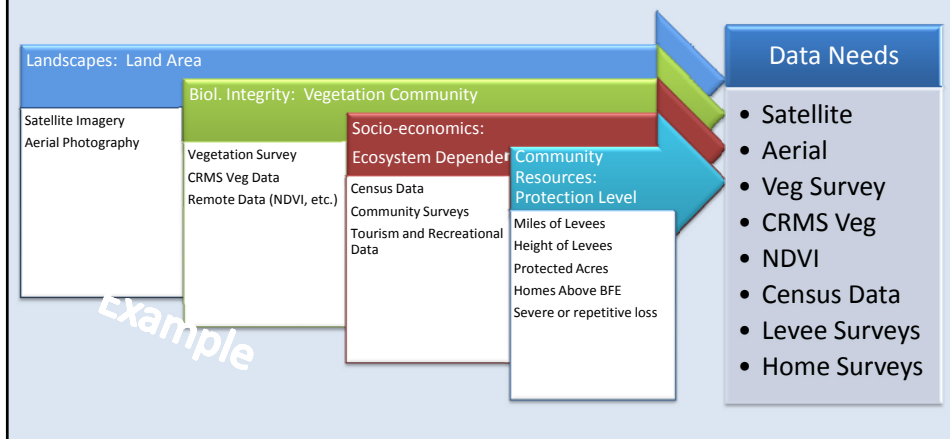 Landscapes: Land Area
Satellite Imagery
Aerial Photography
Biol. Integrity: Vegetation Community
Vegetation Survey
CRMS Veg Data
Remote Data (NDVI, etc.)
Socio-economics:
Ecosystem Depende
Census Data
Community Surveys
Tourism and Recreational
Data
Community
Resources:
Protection Level
Miles of Levees
Height of Levees
Protected Acres
Homes Above BFE
Severe or repetitive loss
Example
Data Needs
• Satellite
• Aerial
• Veg Survey
• CRMS Veg
• NDVI
• Census Data
• Levee Surveys
• Home Surveys